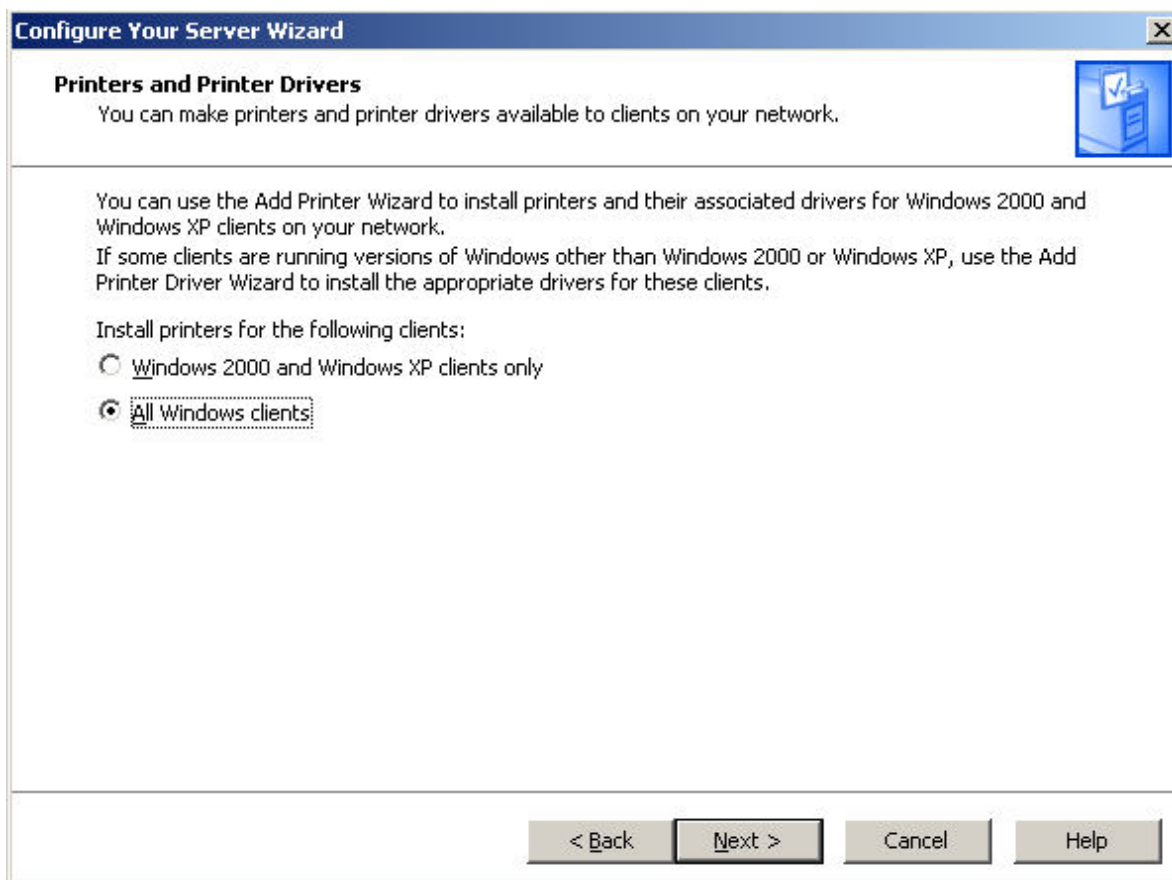 Configure Your Server Wizard
Printers and Printer Drivers
You can make printers and printer drivers available to clients on your network.
You can use the Add Printer Wizard to install printers and their associated drivers for Windows 2000 and
Windows XP clients on your network.
If some clients are running versions of Windows other than Windows 2000 or Windows XP, use the Add
Printer Driver Wizard to install the appropriate drivers for these clients.
Install printers for the following clients:
Windows 2000 and Windows XP clients only
All Windows clients
< Back Next > Cancel Help